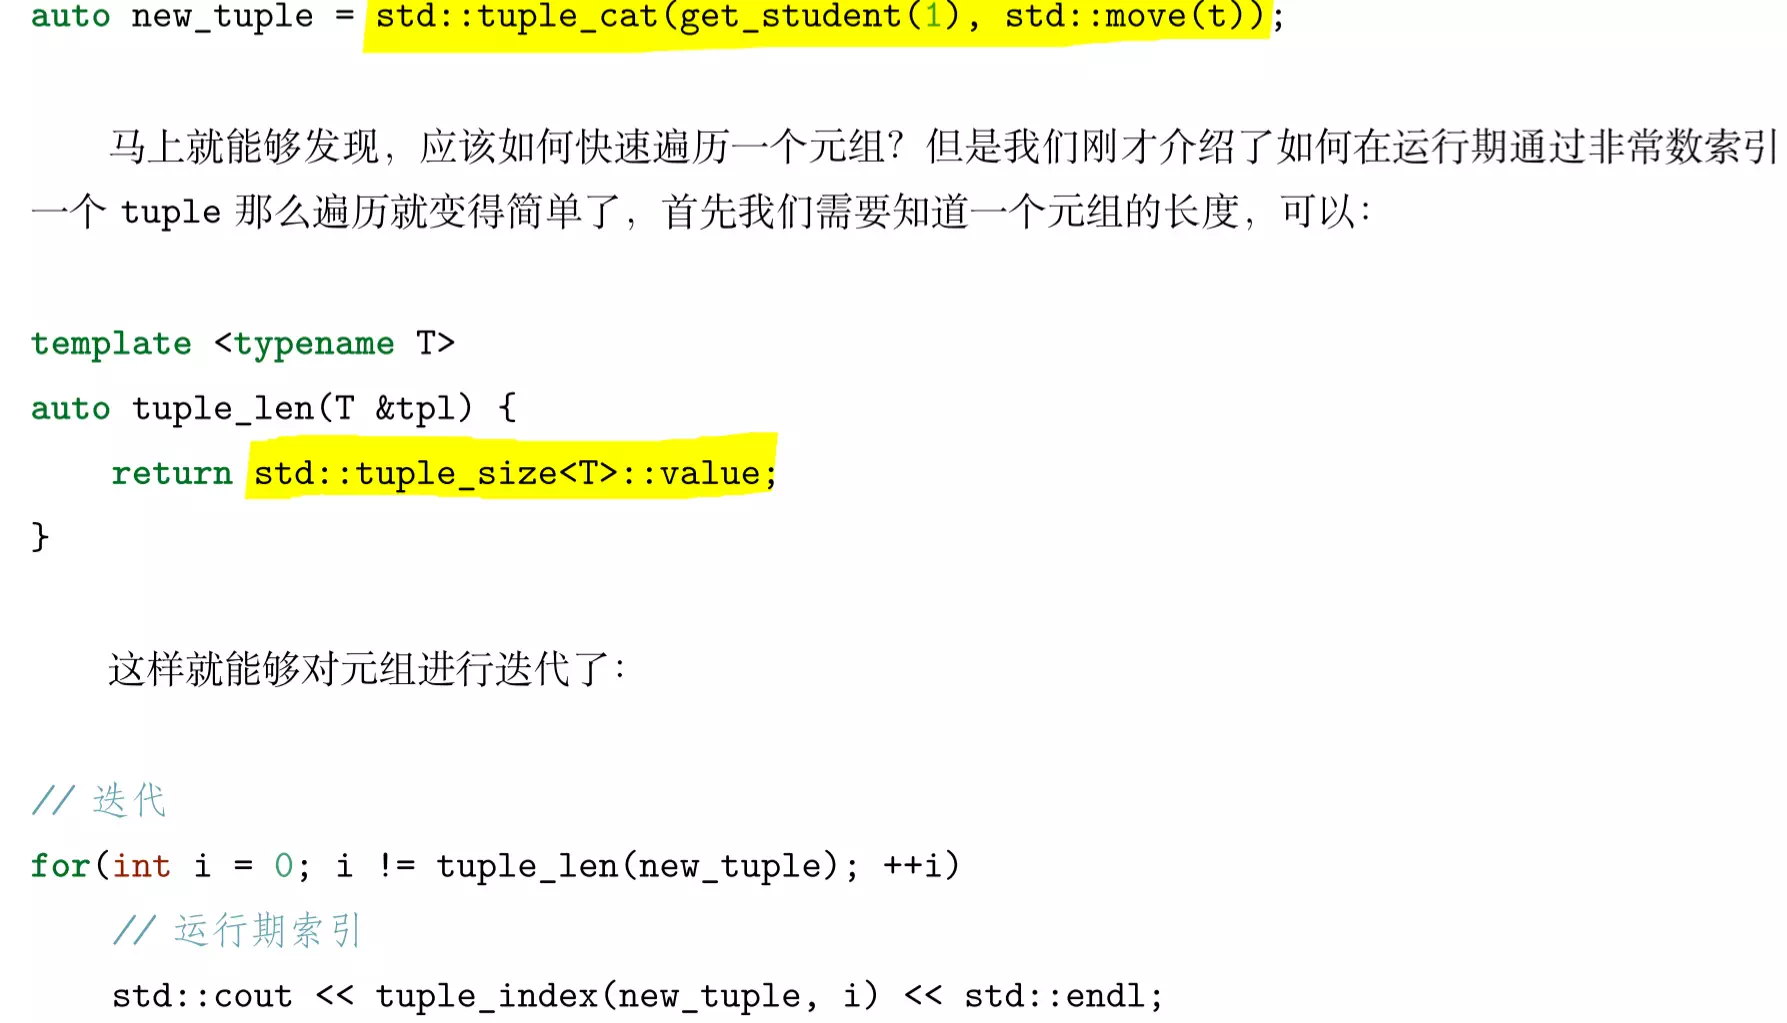 auto new_tuple = std::tuple_cat(get_student(1), std::move(t));
马上就能够发现，应该如何快速遍历一个元组？但是我们刚才介绍了如何在运行期通过非常数索引
一个 tuple 那么遍历就变得简单了，首先我们需要知道一个元组的长度，可以：
template <typename T>
auto tuple_len(T &tpl) {
    return std::tuple_size<T>::value;
}
这样就能够对元组进行迭代了：
// 迭代
for(int i = 0; i != tuple_len(new_tuple); ++i)
    // 运行期索引
    std::cout << tuple_index(new_tuple, i) << std::endl;